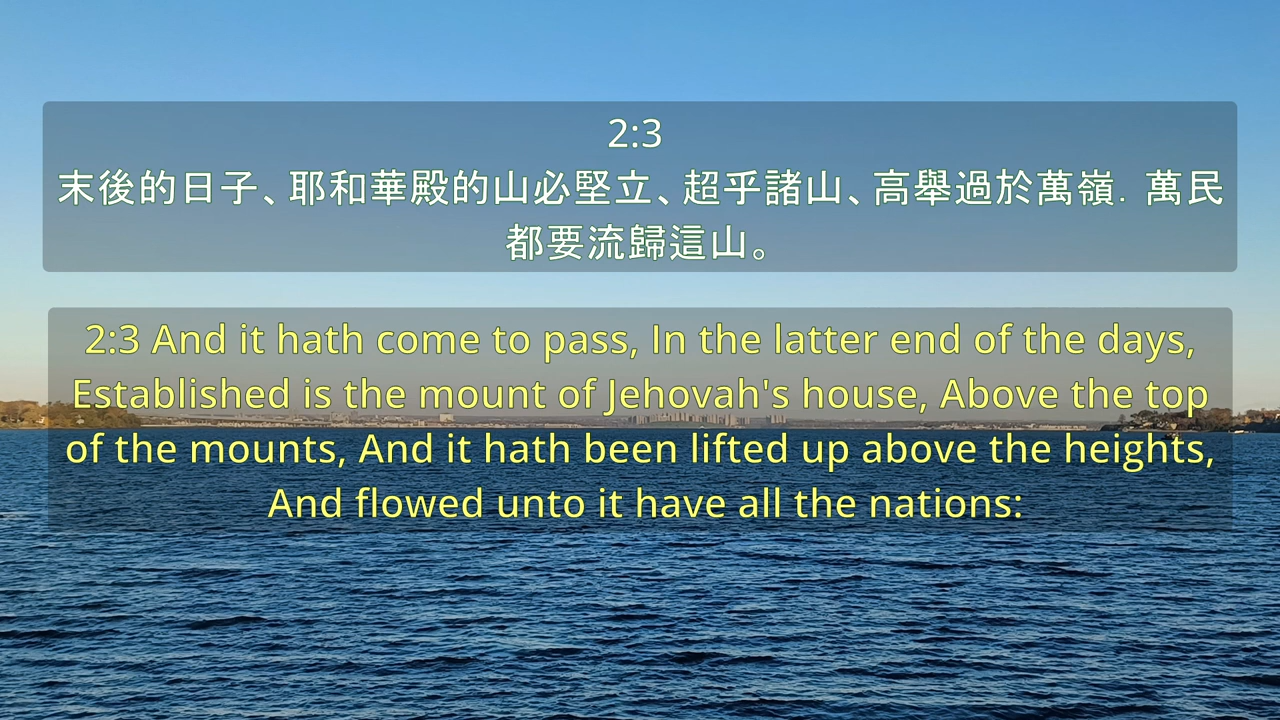 2:3
末後的日子、耶和華殿的山必堅立、超乎諸山、高舉過於萬嶺．萬民
都要流歸這山。
2:3 And it hath come to pass, In the latter end of the days,
Established is the mount of Jehovah's house, Above the top
of the mounts, And it hath been lifted up above the heights,
And flowed unto it have all the nations: